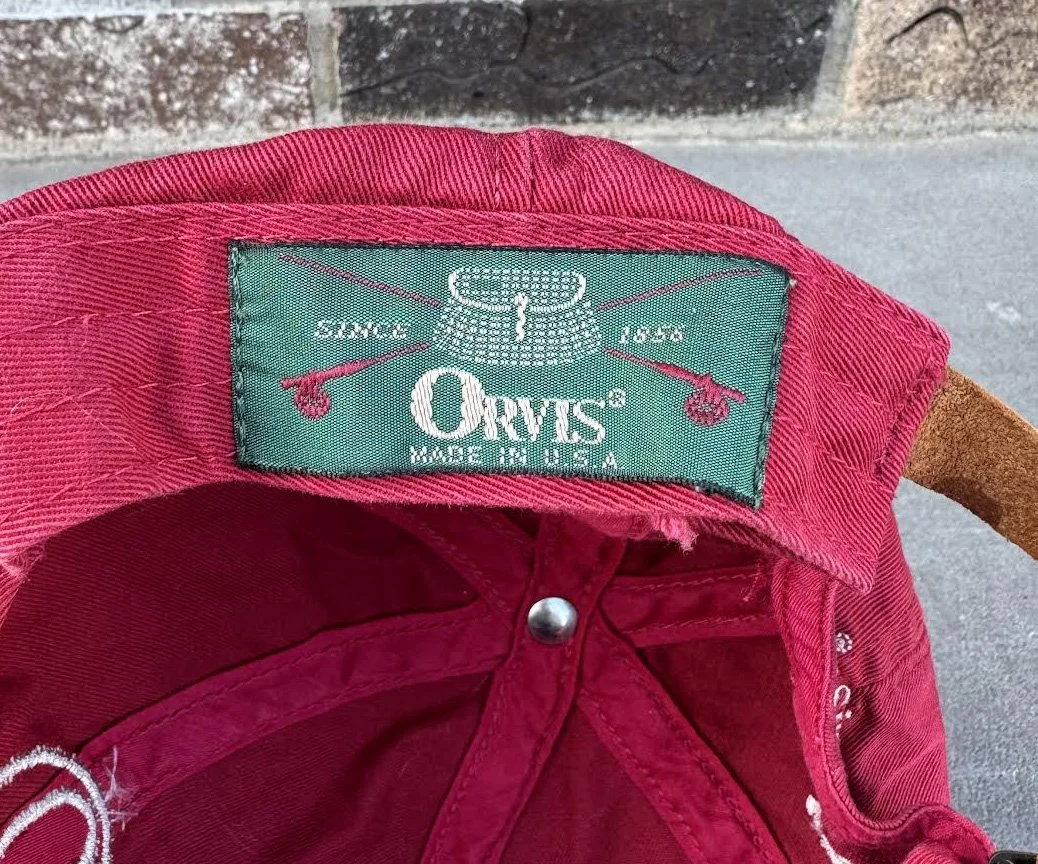 SINCE 1856
ORVIS®
MADE IN U S A